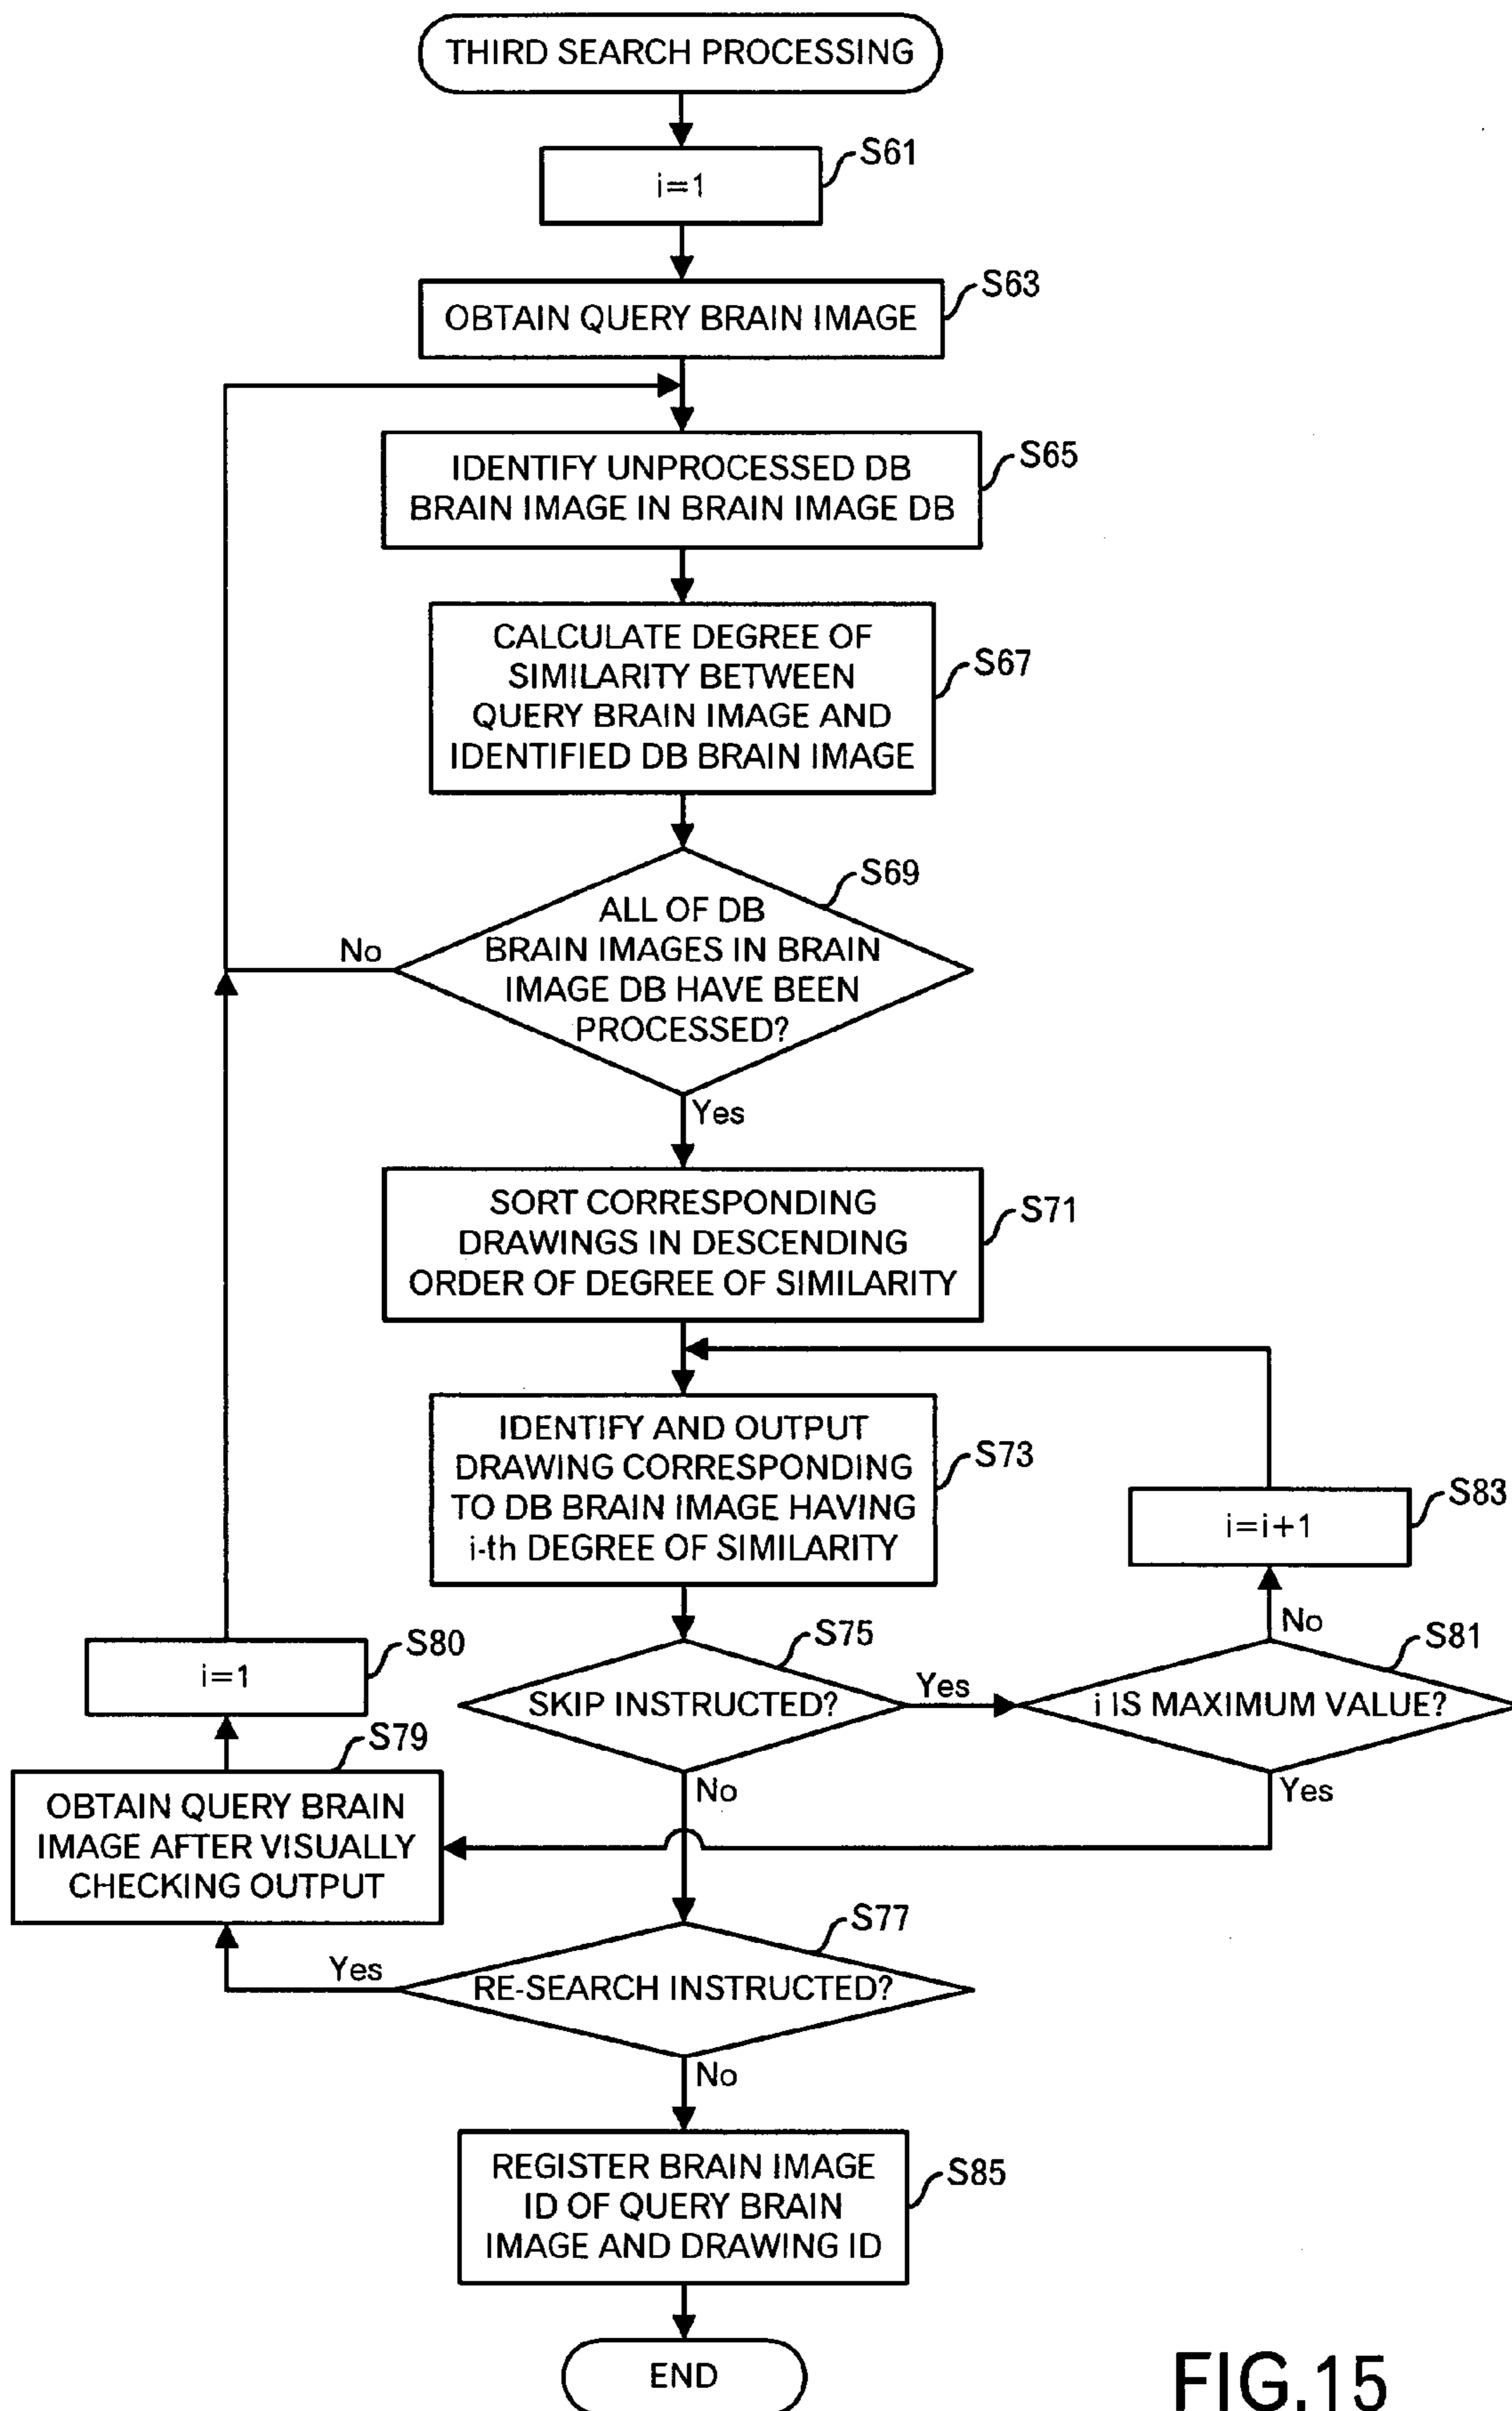 THIRD SEARCH PROCESSING
S61
i=1
S63
OBTAIN QUERY BRAIN IMAGE
S65
IDENTIFY UNPROCESSED DB
BRAIN IMAGE IN BRAIN IMAGE DB
S67
CALCULATE DEGREE OF
SIMILARITY BETWEEN
QUERY BRAIN IMAGE AND
IDENTIFIED DB BRAIN IMAGE
S69
ALL OF DB
BRAIN IMAGES IN BRAIN
IMAGE DB HAVE BEEN
PROCESSED?
No
Yes
S71
SORT CORRESPONDING
DRAWINGS IN DESCENDING
ORDER OF DEGREE OF SIMILARITY
S73
IDENTIFY AND OUTPUT
DRAWING CORRESPONDING
TO DB BRAIN IMAGE HAVING
i-th DEGREE OF SIMILARITY
S83
i=i+1
No
S75
SKIP INSTRUCTED?
Yes
S81
i IS MAXIMUM VALUE?
S80
i=1
S79
OBTAIN QUERY BRAIN
IMAGE AFTER VISUALLY
CHECKING OUTPUT
No
Yes
S77
RE-SEARCH INSTRUCTED?
Yes
No
S85
REGISTER BRAIN IMAGE
ID OF QUERY BRAIN
IMAGE AND DRAWING ID
END
FIG.15